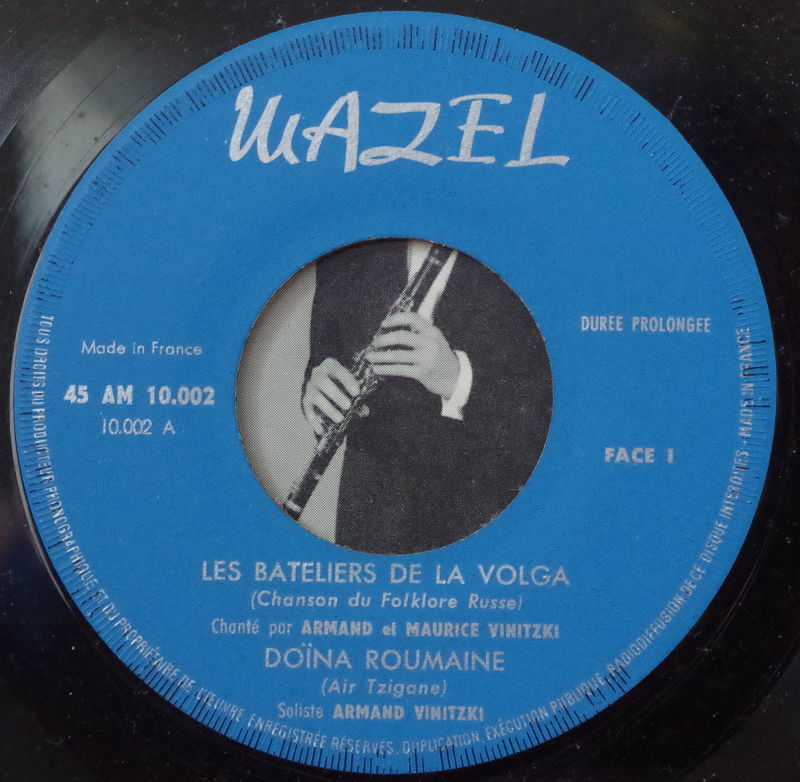 MAZEL
DUREE PROLONGEE
Made in France
45 AM 10.002
10.002 A
FACE 1
LES BATELIERS DE LA VOLGA
(Chanson du Folklore Russe)
Chanté par ARMAND et MAURICE VINITZKI
DOÏNA ROUMAINE
(Air Tzigane)
Soliste ARMAND VINITZKI
TOUS DROITS DU PRODUCTEUR PHONOGRAPHIQUE ET DU PROPRIÉTAIRE DE L'ŒUVRE ENREGISTRÉE RÉSERVÉS. DUPLICATION EXÉCUTION PUBLIQUE, RADIODIFFUSION DE CE DISQUE INTERDITES - MADE IN FRANCE